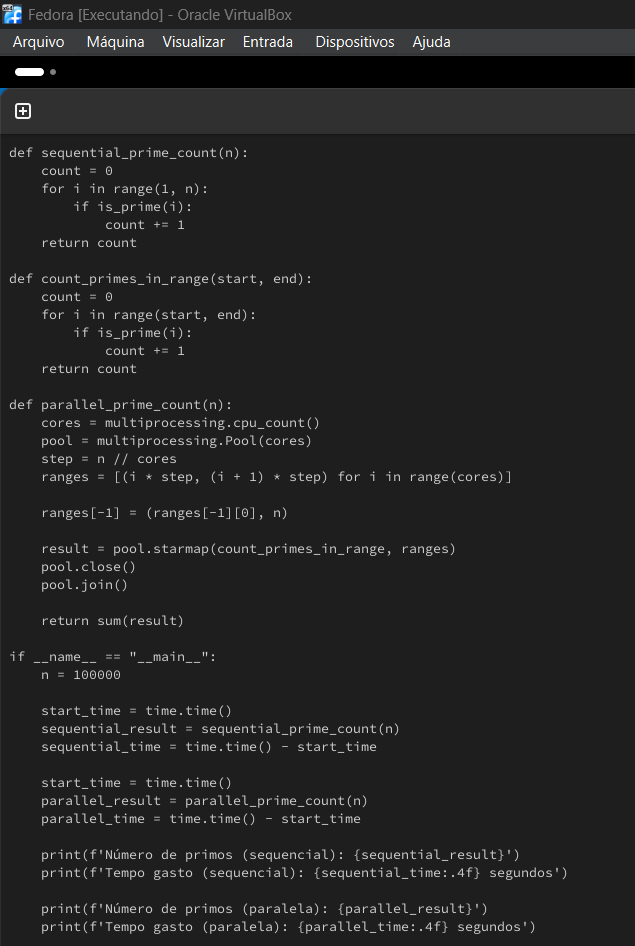 Fedora [Executando] - Oracle VirtualBox
Arquivo Máquina Visualizar Entrada Dispositivos Ajuda
def sequential_prime_count(n):
    count = 0
    for i in range(1, n):
        if is_prime(i):
            count += 1
    return count
def count_primes_in_range(start, end):
    count = 0
    for i in range(start, end):
        if is_prime(i):
            count += 1
    return count
def parallel_prime_count(n):
    cores = multiprocessing.cpu_count()
    pool = multiprocessing.Pool(cores)
    step = n // cores
    ranges = [(i * step, (i + 1) * step) for i in range(cores)]
    ranges[-1] = (ranges[-1][0], n)
    result = pool.starmap(count_primes_in_range, ranges)
    pool.close()
    pool.join()
    return sum(result)
if __name__ == "__main__":
    n = 100000
    start_time = time.time()
    sequential_result = sequential_prime_count(n)
    sequential_time = time.time() - start_time
    start_time = time.time()
    parallel_result = parallel_prime_count(n)
    parallel_time = time.time() - start_time
    print(f'Número de primos (sequencial): {sequential_result}')
    print(f'Tempo gasto (sequencial): {sequential_time:.4f} segundos')
    print(f'Número de primos (paralela): {parallel_result}')
    print(f'Tempo gasto (paralela): {parallel_time:.4f} segundos')